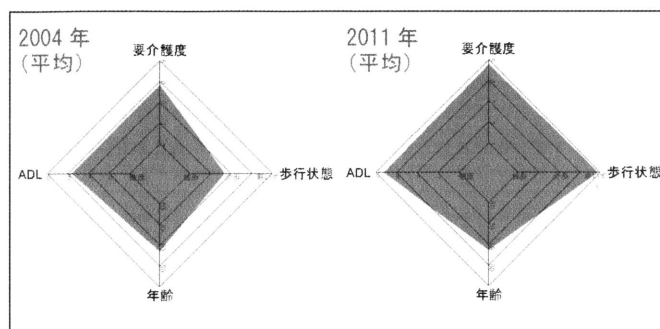 2004 年
(平均)
要介護度
ADL
歩行状態
年齢
2011 年
(平均)
要介護度
ADL
歩行状態
年齢